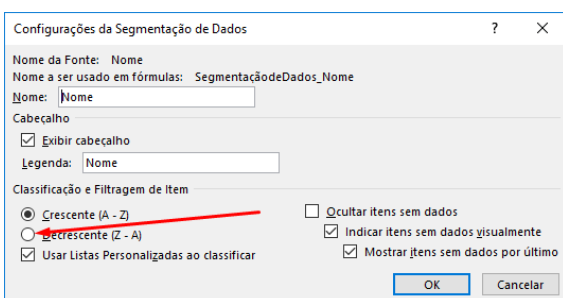 Configurações da Segmentação de Dados ? X
Nome da Fonte: Nome
Nome a ser usado em fórmulas: SegmentaçãodeDados_Nome
Nome: Nome
Cabeçalho
Exibir cabeçalho
Legenda: Nome
Classificação e Filtragem de Item
Crescente (A - Z)
Decrescente (Z - A)
Usar Listas Personalizadas ao classificar
Ocultar itens sem dados
Indicar itens sem dados visualmente
Mostrar itens sem dados por último
OK Cancelar